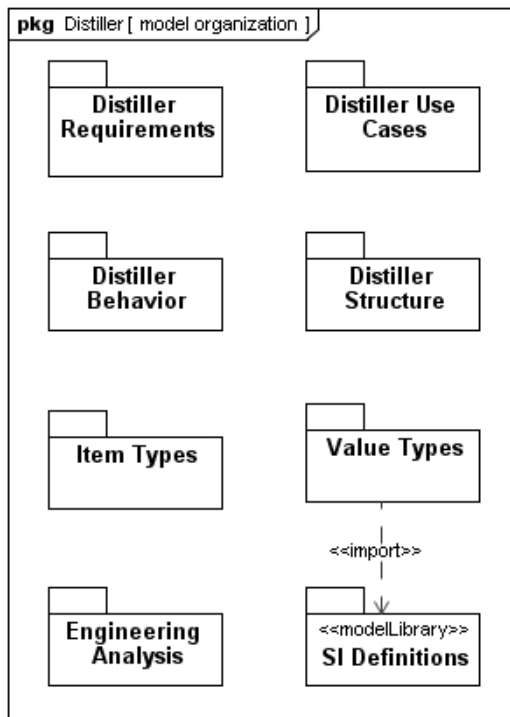 pkg Distiller [ model organization ]
Distiller
Requirements
Distiller Use
Cases
Distiller
Behavior
Distiller
Structure
Item Types
Value Types
<<import>>
Engineering
Analysis
<<modelLibrary>>
SI Definitions